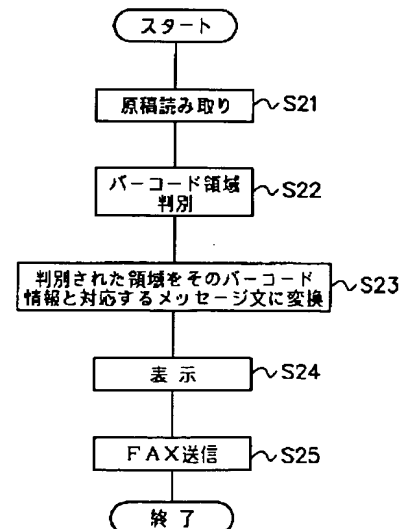 スタート
原稿読み取り ～S21
バーコード領域
判別 ～S22
判別された領域をそのバーコード
情報と対応するメッセージ文に変換 ～S23
表示 ～S24
FAX送信 ～S25
終了